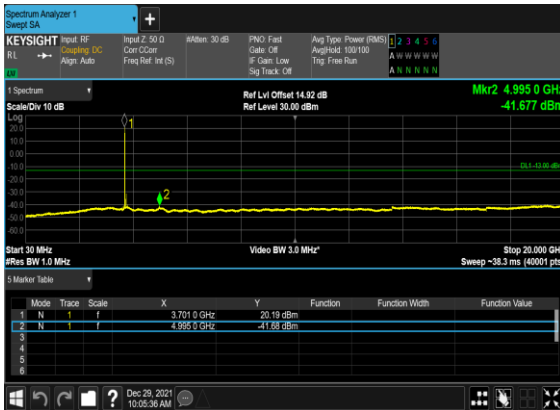 Spectrum Analyzer 1
Swept SA
+
KEYSIGHT
RL
Input: RF
Coupling: DC
Align: Auto
Input Z: 50 Ω
Corr CCorr
Freq Ref: Int (S)
#Atten: 30 dB
PNO: Fast
Gate: Off
IF Gain: Low
Sig Track: Off
Avg Type: Power (RMS)
Avg|Hold: 100/100
Trig: Free Run
1 2 3 4 5 6
A W W W W W
A N N N N N
LXI
1 Spectrum
Scale/Div 10 dB
Ref Lvl Offset 14.92 dB
Ref Level 30.00 dBm
Mkr2 4.995 0 GHz
-41.677 dBm
Log
20.0
10.0
0.00
-10.0
-20.0
-30.0
-40.0
-50.0
-60.0
1
2
DL1 -13.00 dBm
Start 30 MHz
#Res BW 1.0 MHz
Video BW 3.0 MHz*
Stop 20.000 GHz
Sweep ~38.3 ms (40001 pts)
5 Marker Table
Mode Trace Scale X Y Function Function Width Function Value
1 N 1 f 3.701 0 GHz 20.19 dBm
2 N 1 f 4.995 0 GHz -41.68 dBm
3
4
5
6
?
Dec 29, 2021
10:05:36 AM